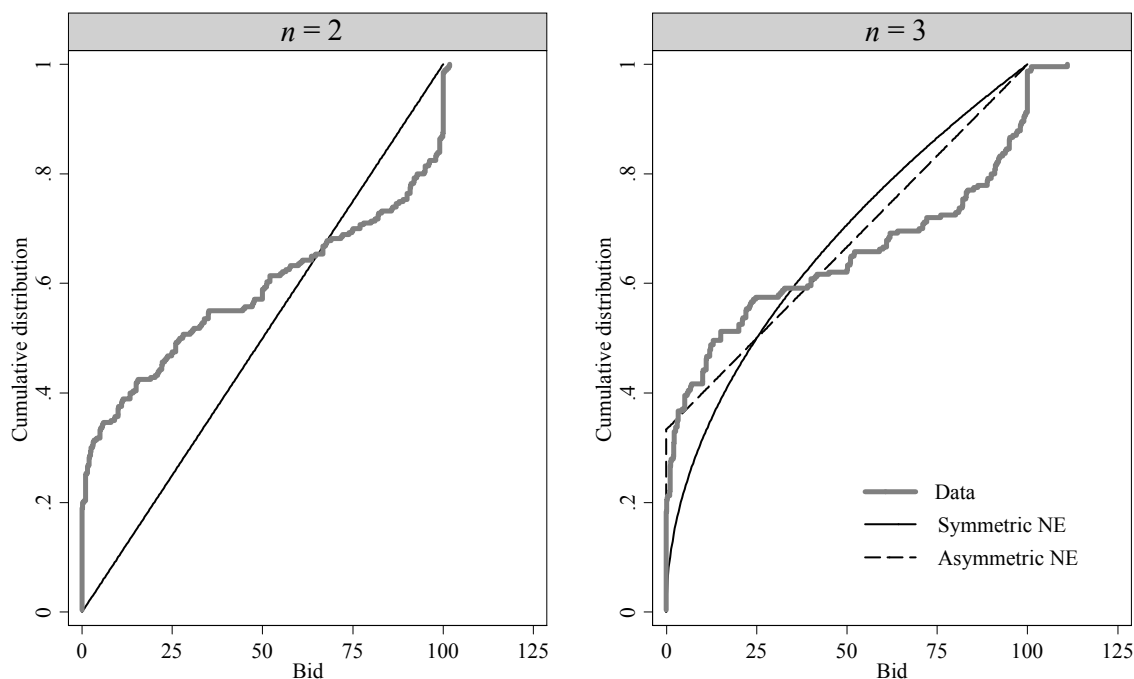 n = 2
Cumulative distribution
0
.2
.4
.6
.8
1
0 25 50 75 100 125
Bid
n = 3
Cumulative distribution
0
.2
.4
.6
.8
1
Data
Symmetric NE
Asymmetric NE
0 25 50 75 100 125
Bid